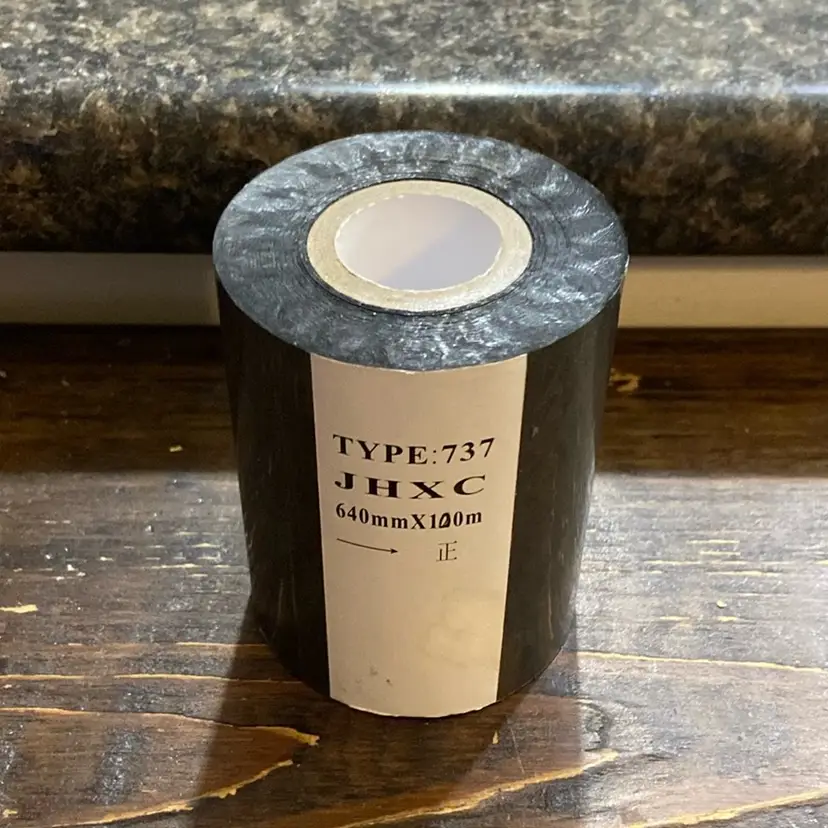 TYPE:737
JHXC
640mmX100m
→ 正